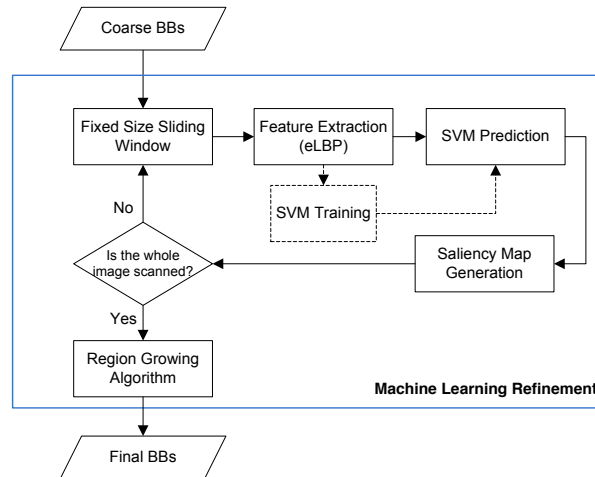 Coarse BBs
Fixed Size Sliding
Window
Feature Extraction
(eLBP)
SVM Prediction
SVM Training
No
Is the whole
image scanned?
Saliency Map
Generation
Yes
Region Growing
Algorithm
Machine Learning Refinement
Final BBs